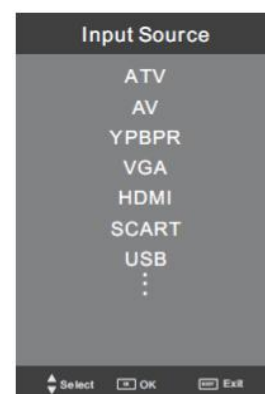 Input Source
ATV
AV
YPBPR
VGA
HDMI
SCART
USB
Select OK Exit